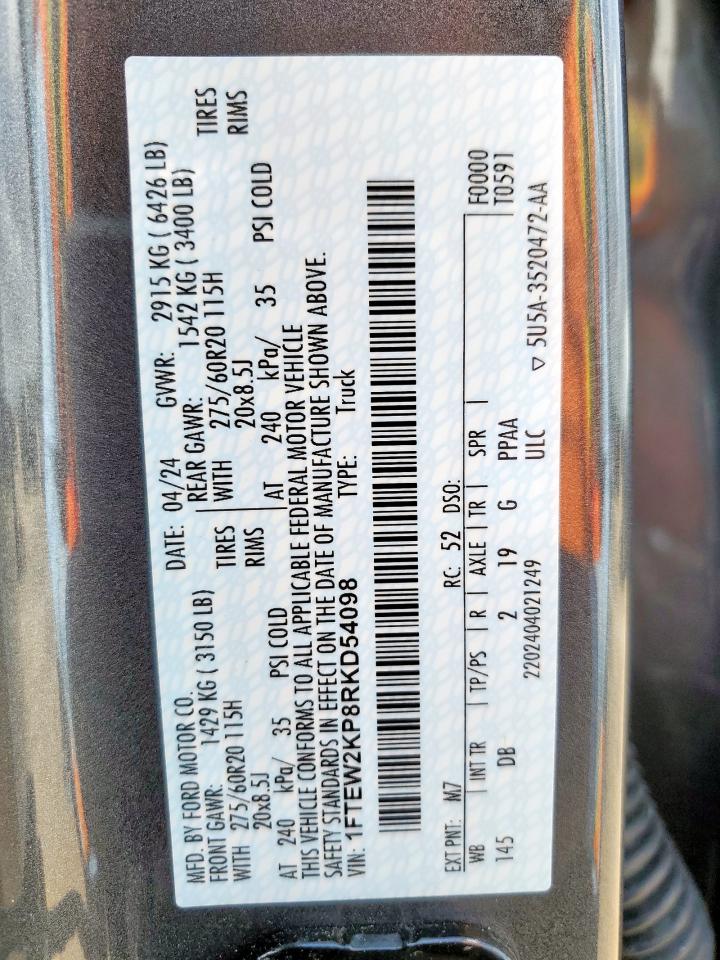 MFD. BY FORD MOTOR CO. DATE: 04/24 GVWR: 2915 KG ( 6426 LB)
FRONT GAWR: 1429 KG ( 3150 LB) REAR GAWR: 1542 KG ( 3400 LB)
WITH 275/60R20 115H TIRES WITH 275/60R20 115H TIRES
20x8.5J RIMS 20x8.5J RIMS
AT 240 kPa/ 35 PSI COLD AT 240 kPa/ 35 PSI COLD
THIS VEHICLE CONFORMS TO ALL APPLICABLE FEDERAL MOTOR VEHICLE
SAFETY STANDARDS IN EFFECT ON THE DATE OF MANUFACTURE SHOWN ABOVE.
VIN: 1FTEW2KP8RKD54098 TYPE: Truck
EXT PNT: M7 RC: 52 DSO:
WB INT TR TP/PS R AXLE TR SPR F0000
145 DB 2 19 G PPAA T0591
2202404021249 ULC ▽ 5U5A-3520472-AA